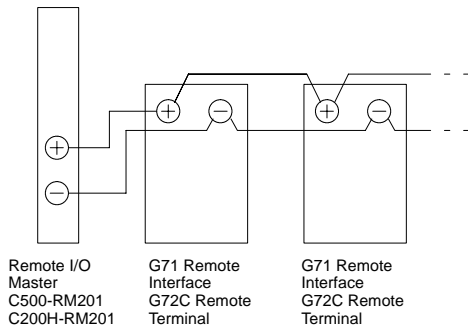 +
−
+
−
+
−
Remote I/O
Master
C500-RM201
C200H-RM201
G71 Remote
Interface
G72C Remote
Terminal
G71 Remote
Interface
G72C Remote
Terminal